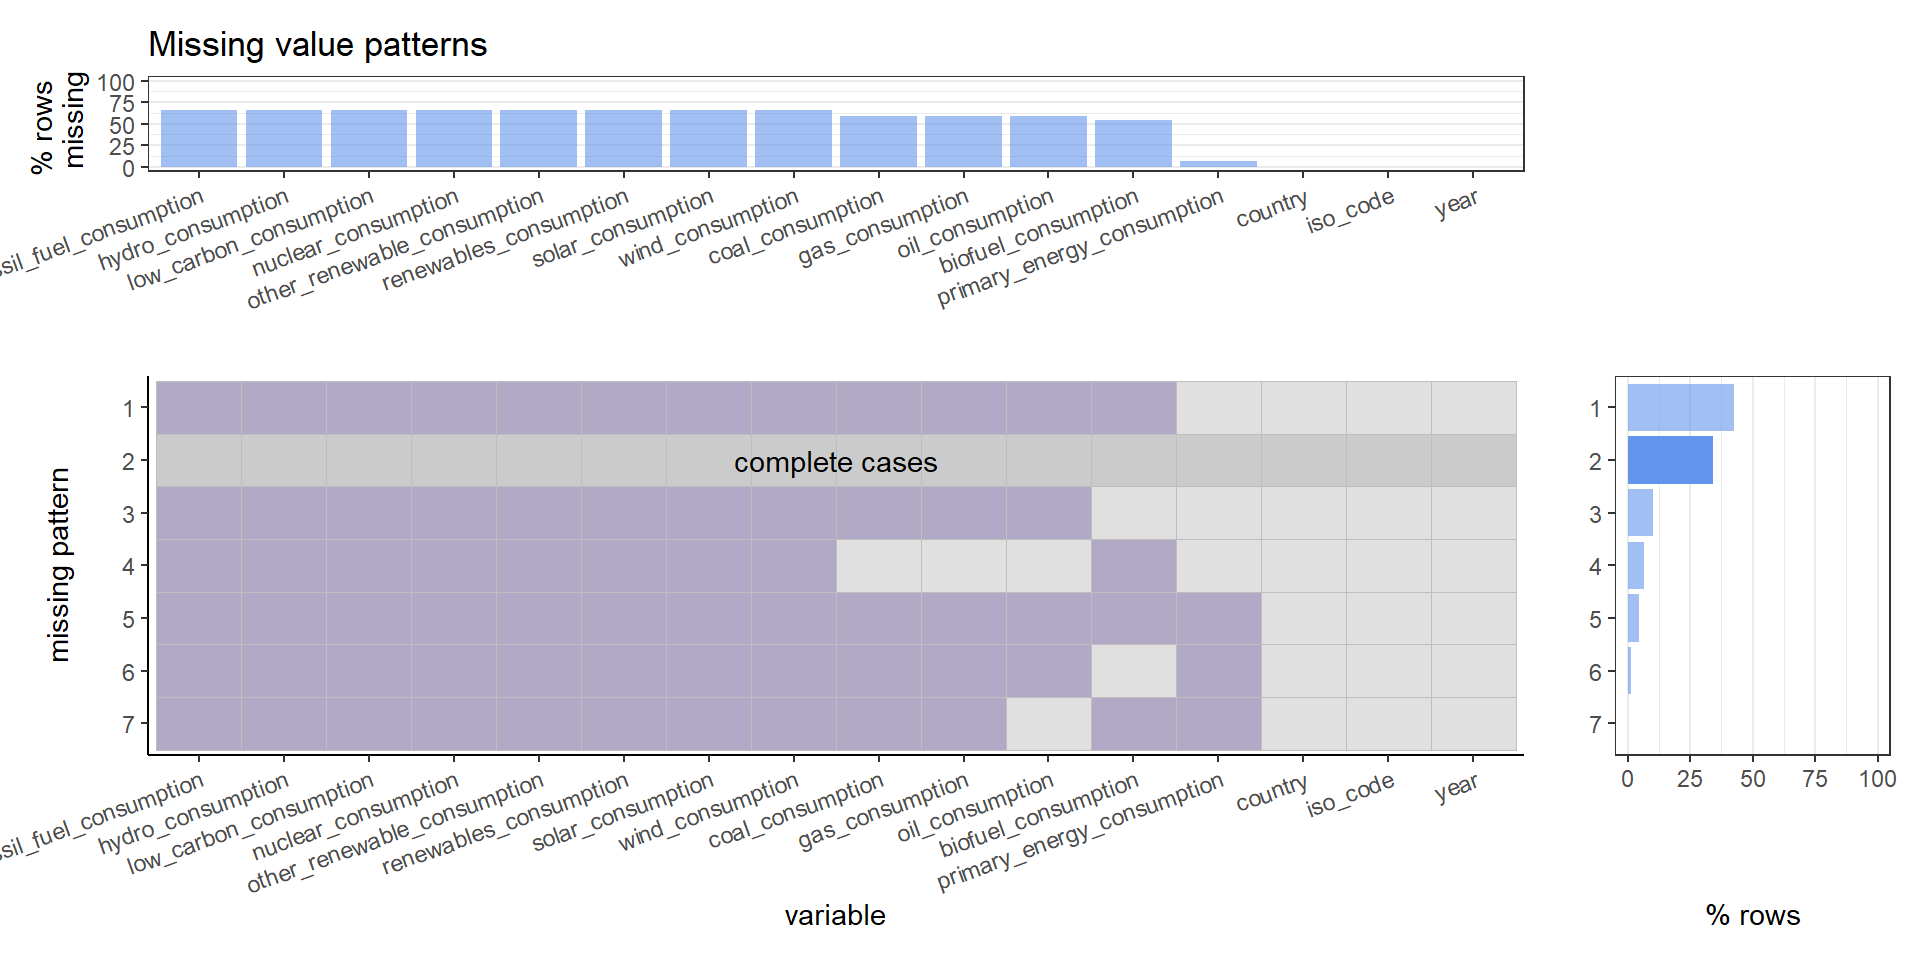 Missing value patterns
% rows
missing
100
75
50
25
0
ssil_fuel_consumption
hydro_consumption
low_carbon_consumption
nuclear_consumption
other_renewable_consumption
renewables_consumption
solar_consumption
wind_consumption
coal_consumption
gas_consumption
oil_consumption
biofuel_consumption
primary_energy_consumption
country
iso_code
year
missing pattern
1
2
3
4
5
6
7
complete cases
ssil_fuel_consumption
hydro_consumption
low_carbon_consumption
nuclear_consumption
other_renewable_consumption
renewables_consumption
solar_consumption
wind_consumption
coal_consumption
gas_consumption
oil_consumption
biofuel_consumption
primary_energy_consumption
country
iso_code
year
variable
1
2
3
4
5
6
7
0 25 50 75 100
% rows